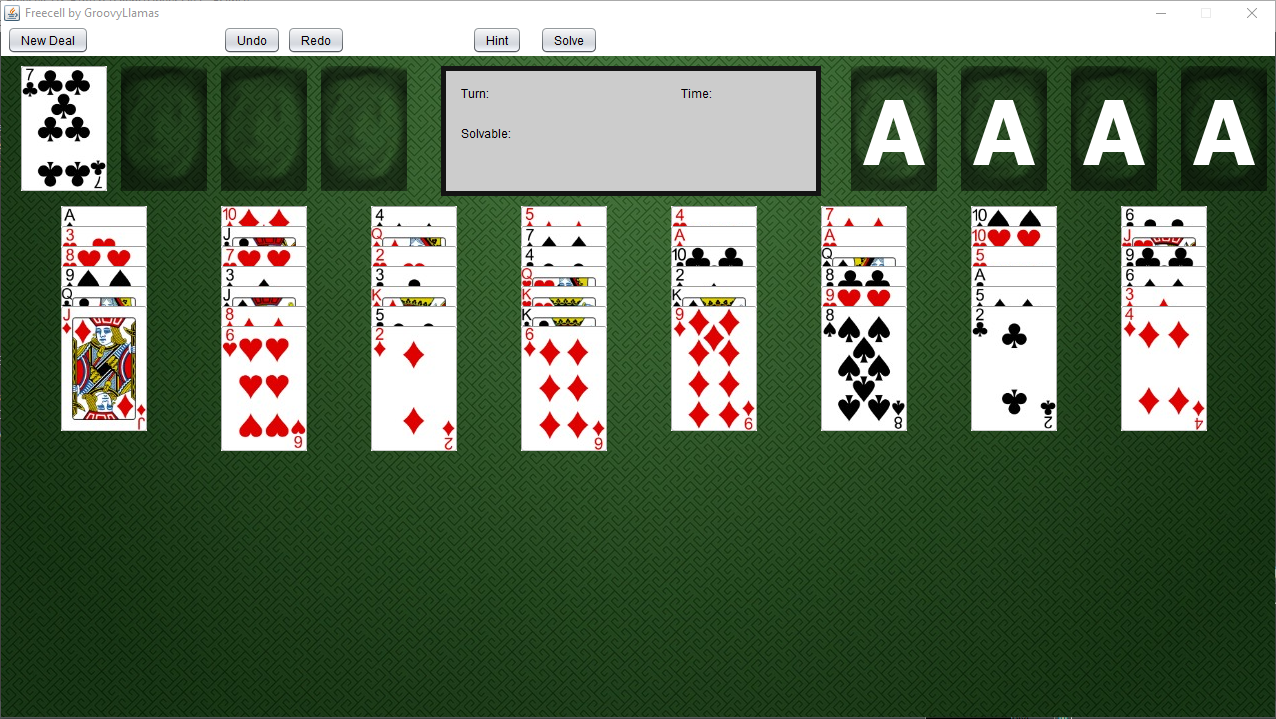 Freecell by GroovyLlamas
New Deal Undo Redo Hint Solve
Turn: Time:
Solvable:
7 A A A A
A 10 4 5 4 7 10 6
3 J Q 7 A A 10 J
8 7 2 4 10 Q 5 9
9 3 3 Q 2 8 A 6
Q J K K K 9 5 3
J 8 5 K 9 8 2 4
6 2 6